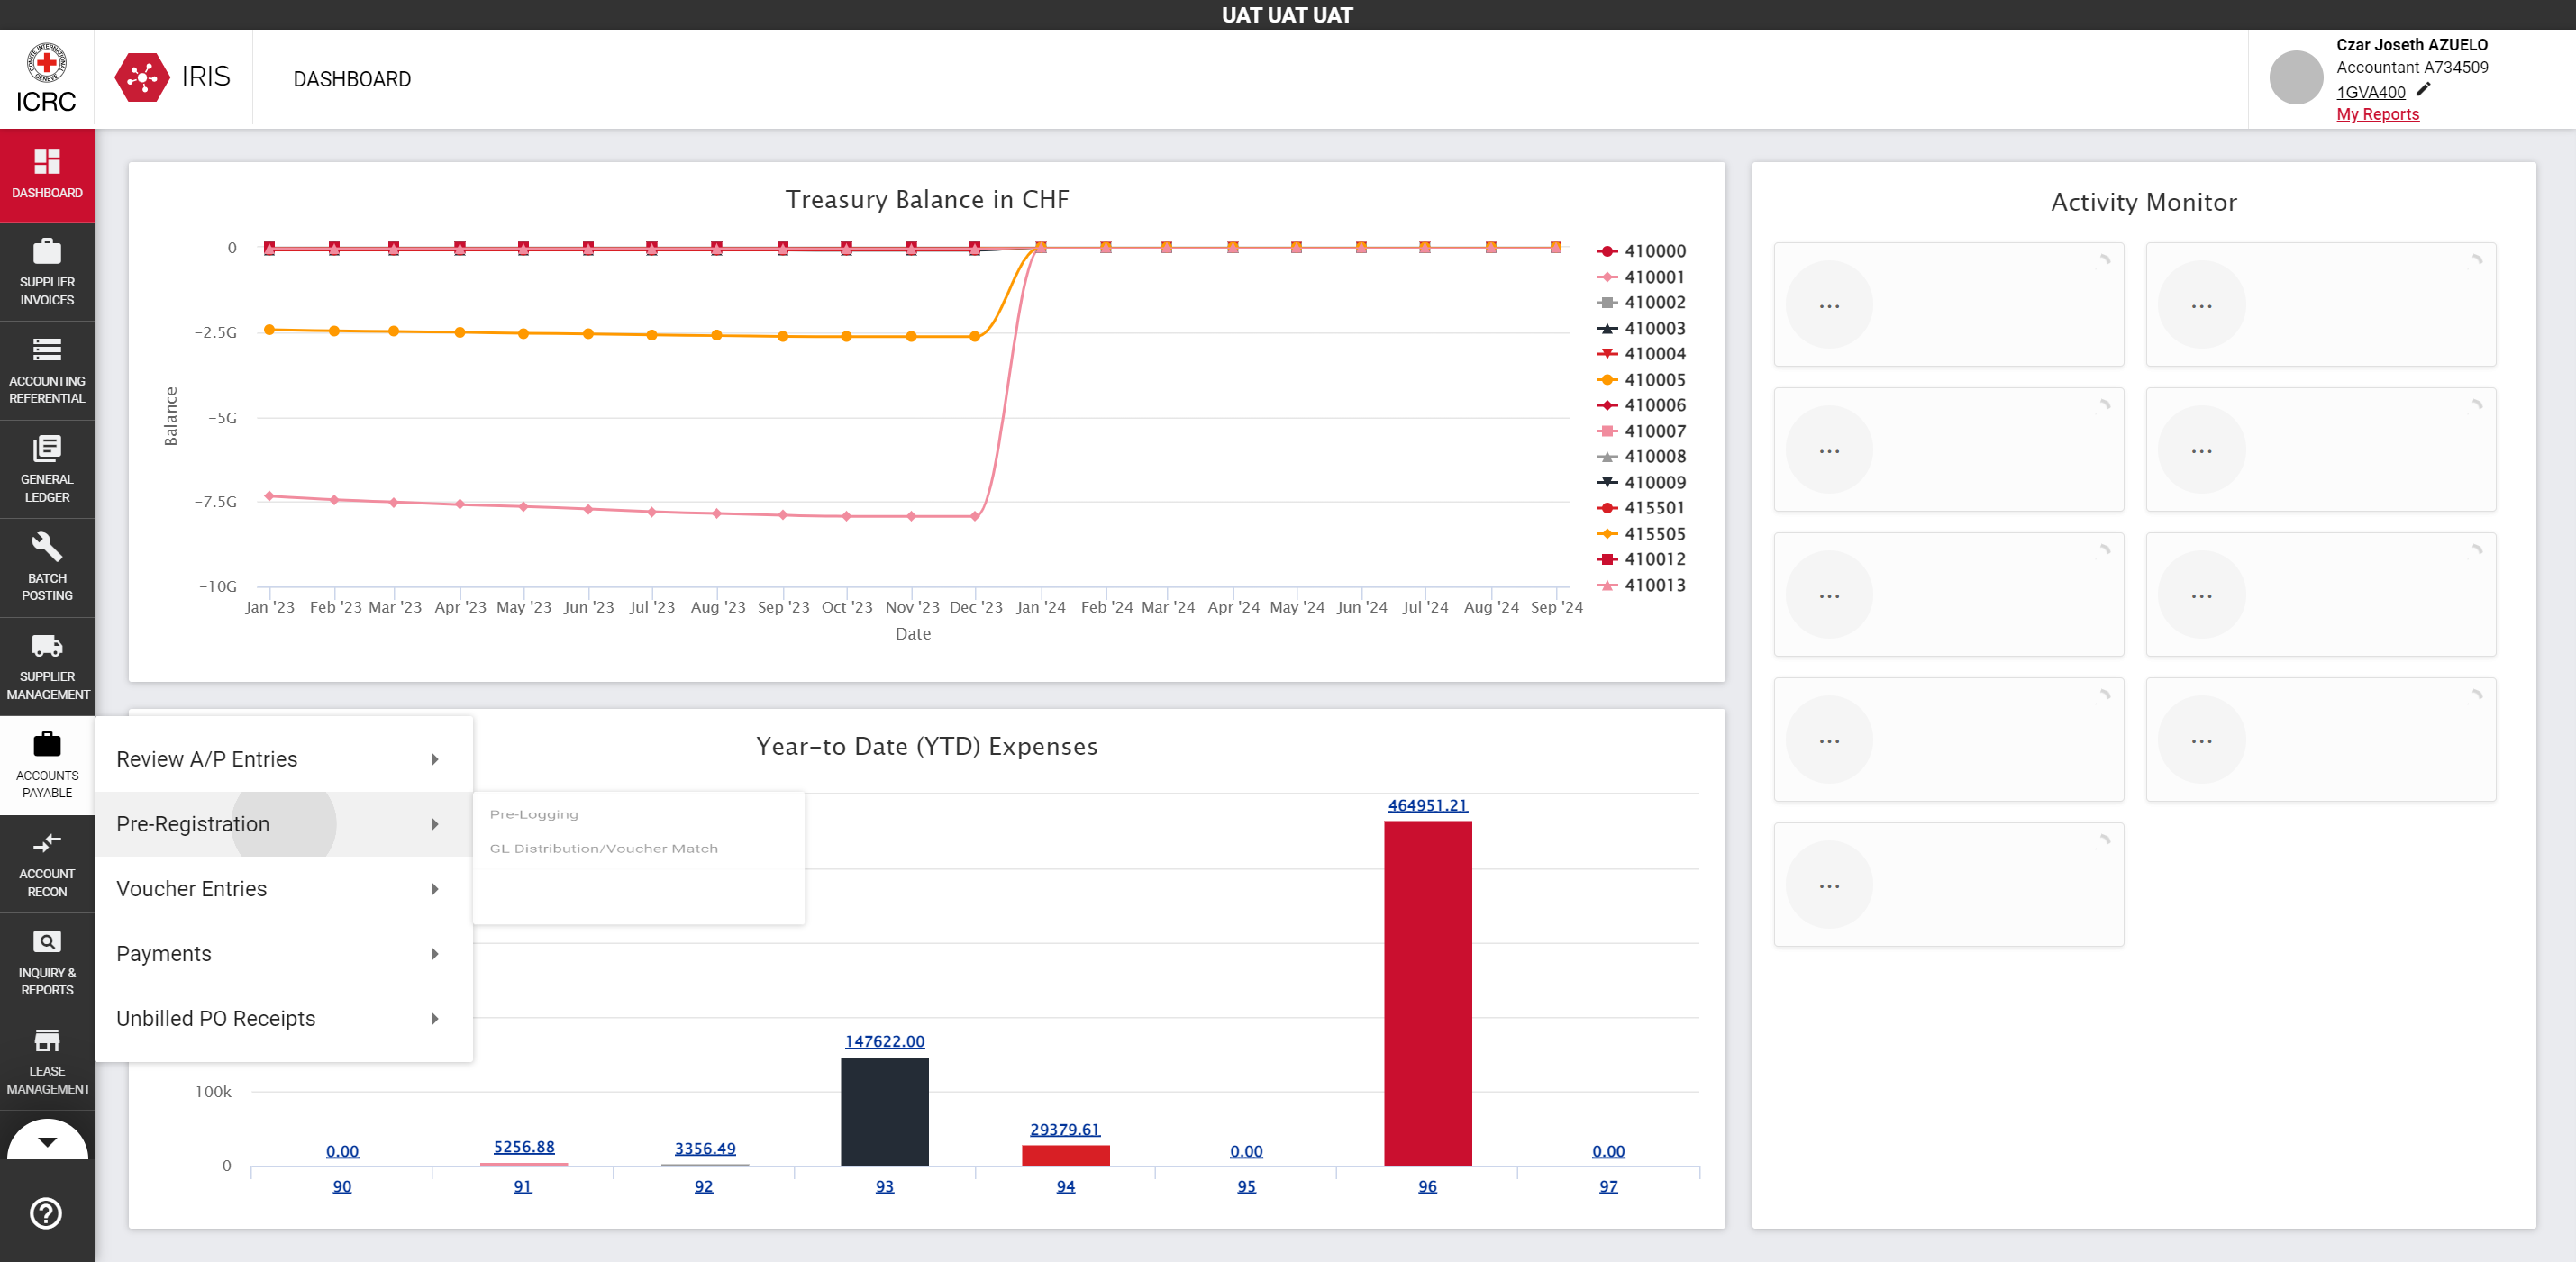 UAT UAT UAT
COMITE INTERNATIONAL GENEVE
ICRC
IRIS
DASHBOARD
Czar Joseth AZUELO
Accountant A734509
1GVA400
My Reports
DASHBOARD
SUPPLIER
INVOICES
ACCOUNTING
REFERENTIAL
GENERAL
LEDGER
BATCH
POSTING
SUPPLIER
MANAGEMENT
ACCOUNTS
PAYABLE
ACCOUNT
RECON
INQUIRY &
REPORTS
LEASE
MANAGEMENT
Review A/P Entries
Pre-Registration
Voucher Entries
Payments
Unbilled PO Receipts
Pre-Logging
GL Distribution/Voucher Match
Treasury Balance in CHF
Balance
0
−2.5G
−5G
−7.5G
−10G
Jan '23 Feb '23 Mar '23 Apr '23 May '23 Jun '23 Jul '23 Aug '23 Sep '23 Oct '23 Nov '23 Dec '23 Jan '24 Feb '24 Mar '24 Apr '24 May '24 Jun '24 Jul '24 Aug '24 Sep '24
Date
410000
410001
410002
410003
410004
410005
410006
410007
410008
410009
415501
415505
410012
410013
Year-to Date (YTD) Expenses
100k
0
0.00 5256.88 3356.49 147622.00 29379.61 0.00 464951.21 0.00
90 91 92 93 94 95 96 97
Activity Monitor
... ...
... ...
... ...
... ...
...